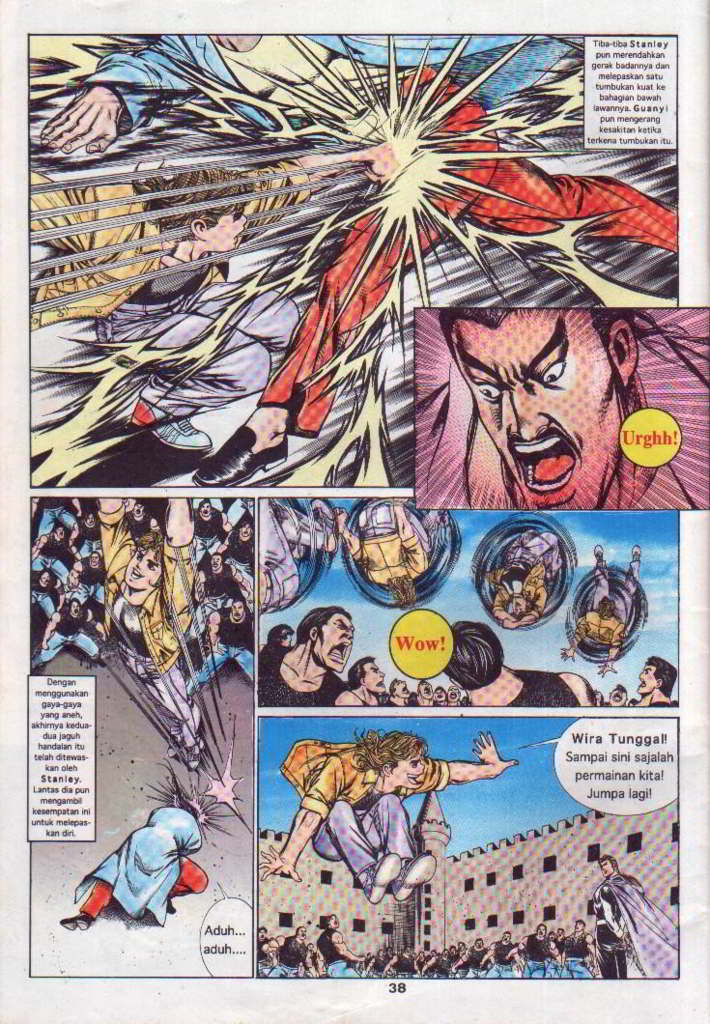 Tiba-tiba Stanley
pun merendahkan
gerak badannya dan
melepaskan satu
tumbukan kuat ke
bahagian bawah
lawannya. Guanyi
pun mengerang
kesakitan ketika
terkena tumbukan itu.
Urghh!
Dengan
menggunakan
gaya-gaya
yang aneh,
akhirnya kedua-
dua jaguh
handalan itu
telah ditewas-
kan oleh
Stanley.
Lantas dia pun
mengambil
kesempatan ini
untuk melepas-
kan diri.
Aduh...
aduh....
Wow!
Wira Tunggal!
Sampai sini sajalah
permainan kita!
Jumpa lagi!
38